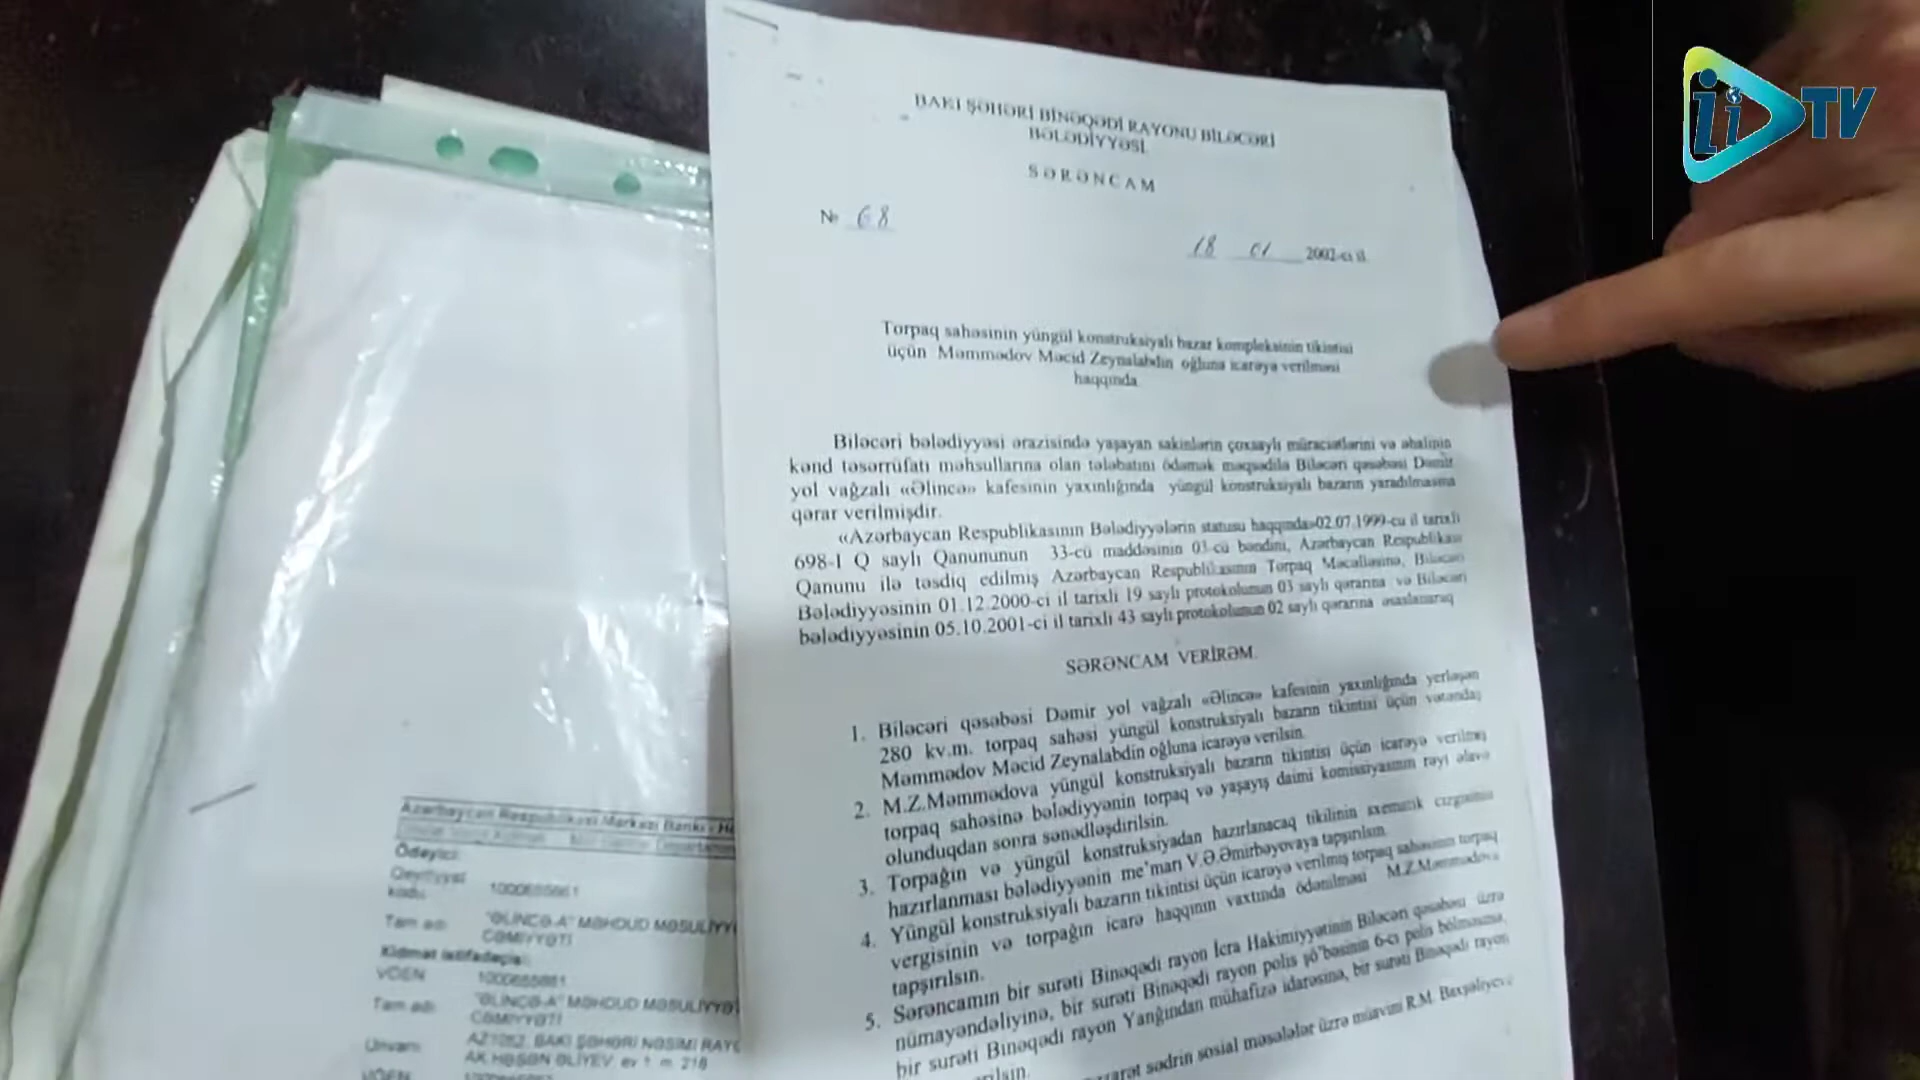 iiTV
BAKI ŞƏHƏRİ BİNƏQƏDİ RAYONU BİLƏCƏRİ
BƏLƏDİYYƏSİ
SƏRƏNCAM
№ 68
18 01 2002-ci il
Torpaq sahəsinin yüngül konstruksiyalı bazar kompleksinin tikintisi
üçün Məmmədov Məcid Zeynalabdin oğluna icarəyə verilməsi
haqqında
Biləcəri bələdiyyəsi ərazisində yaşayan sakinlərin çoxsaylı müraciətlərini və əhalinin
kənd təsərrüfatı məhsullarına olan tələbatını ödəmək məqsədilə Biləcəri qəsəbəsi Dəmir
yol vağzalı «Əlincə» kafesinin yaxınlığında yüngül konstruksiyalı bazarın yaradılmasına
qərar verilmişdir.
«Azərbaycan Respublikasının Bələdiyyələrin statusu haqqında»02.07.1999-cu il tarixli
698-I Q saylı Qanununun 33-cü maddəsinin 03-cü bəndini, Azərbaycan Respublikası
Qanunu ilə təsdiq edilmiş Azərbaycan Respublikasının Torpaq Məcəlləsinə, Biləcəri
Bələdiyyəsinin 01.12.2000-ci il tarixli 19 saylı protokolunun 03 saylı qərarına və Biləcəri
bələdiyyəsinin 05.10.2001-ci il tarixli 43 saylı protokolunun 02 saylı qərarına əsaslanaraq
SƏRƏNCAM VERİRƏM.
1. Biləcəri qəsəbəsi Dəmir yol vağzalı «Əlincə» kafesinin yaxınlığında yerləşən
280 kv.m. torpaq sahəsi yüngül konstruksiyalı bazarın tikintisi üçün vətəndaş
Məmmədov Məcid Zeynalabdin oğluna icarəyə verilsin.
2. M.Z.Məmmədova yüngül konstruksiyalı bazarın tikintisi üçün icarəyə verilmiş
torpaq sahəsinə bələdiyyənin torpaq və yaşayış daimi komissiyasının rəyi əlavə
olunduqdan sonra sənədləşdirilsin.
3. Torpağın və yüngül konstruksiyadan hazırlanacaq tikilinin sxematik cizgisinin
hazırlanması bələdiyyənin me'marı V.Ə.Əmirbəyovaya tapşırılsın.
4. Yüngül konstruksiyalı bazarın tikintisi üçün icarəyə verilmiş torpaq sahəsinin torpaq
vergisinin və torpağın icarə haqqının vaxtında ödənilməsi M.Z.Məmmədova
tapşırılsın.
5. Sərəncamın bir surəti Binəqədi rayon İcra Hakimiyyətinin Biləcəri qəsəbəsi üzrə
nümayəndəliyinə, bir surəti Binəqədi rayon polis şö'bəsinin 6-cı polis bölməsinə,
bir surəti Binəqədi rayon Yanğından mühafizə idarəsinə, bir surəti Binəqədi rayon
sədrin sosial məsələlər üzrə müavini R.M.
Azərbaycan Respublikası Mərkəzi Bankı
Ödəyici:
Qeydiyyat
kodu 1000655661
Tam adı "ƏLİNCƏ-A" MƏHDUD MƏSULİYY
CƏMİYYƏTİ
Xidmət istifadəçisi:
VÖEN
Tam adı "ƏLİNCƏ-A" MƏHDUD MƏSULİYYƏT
CƏMİYYƏTİ
Ünvanı AZ1052, BAKI ŞƏHƏRİ NƏSİMİ RAYO
AK.HƏSƏN ƏLİYEV ev 1 m. 218
VÖEN